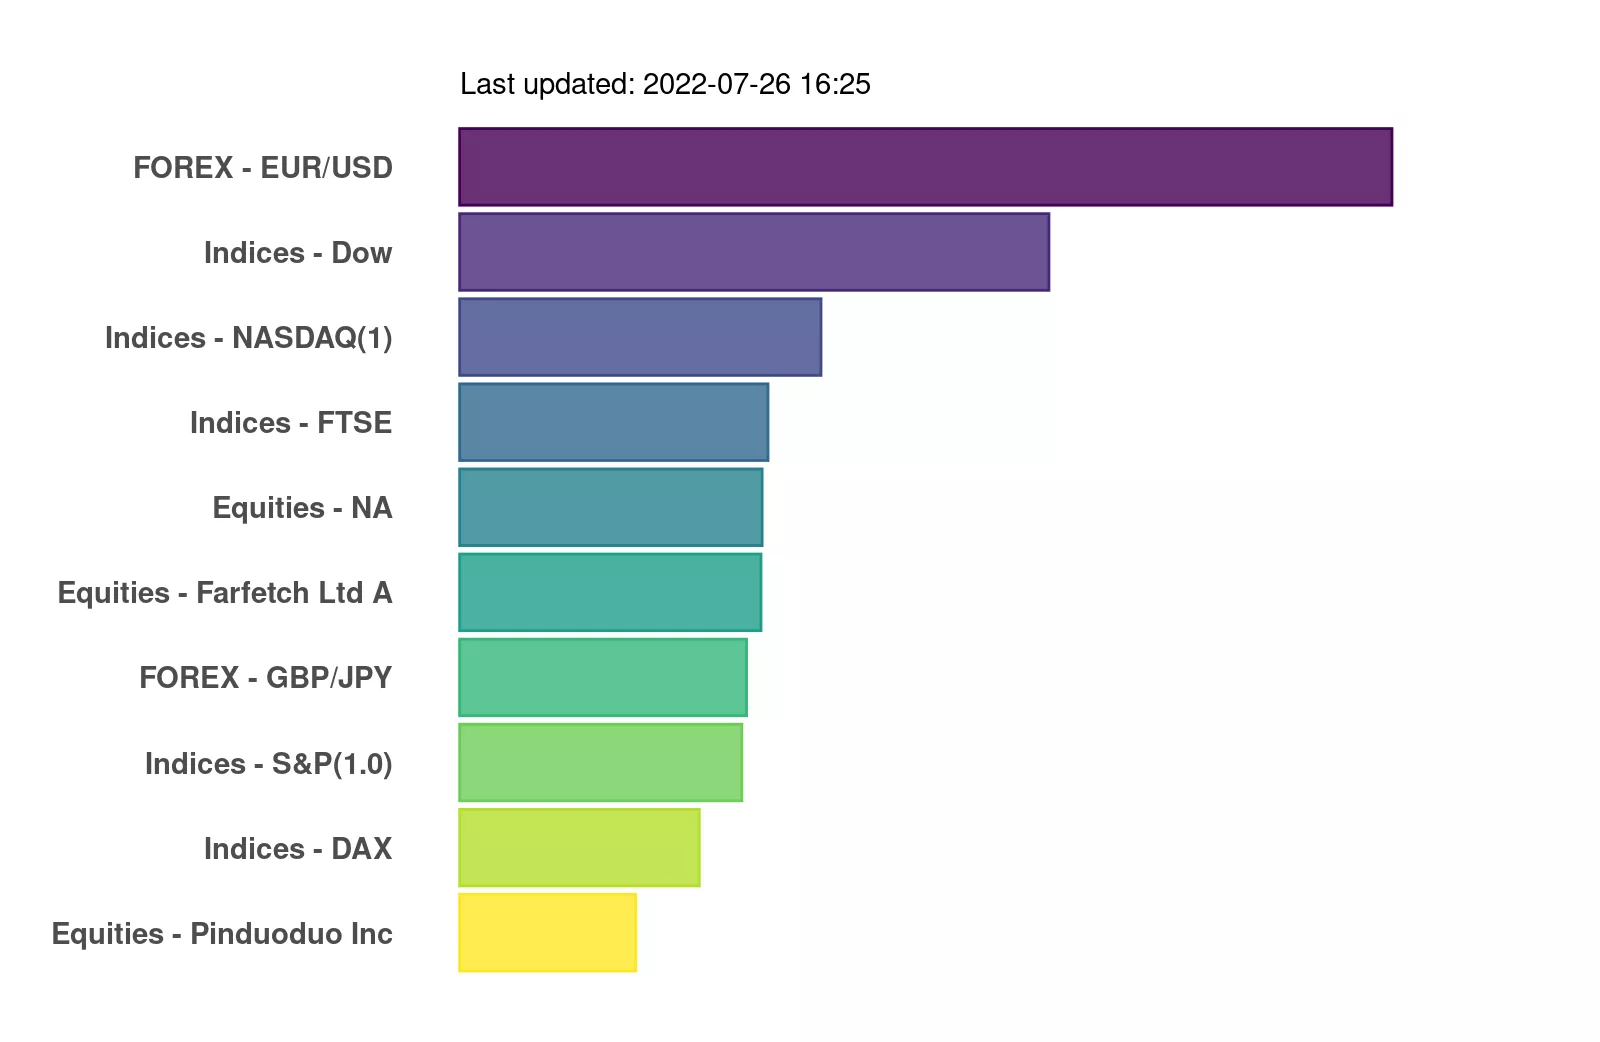 Last updated: 2022-07-26 16:25
FOREX - EUR/USD
Indices - Dow
Indices - NASDAQ(1)
Indices - FTSE
Equities - NA
Equities - Farfetch Ltd A
FOREX - GBP/JPY
Indices - S&P(1.0)
Indices - DAX
Equities - Pinduoduo Inc